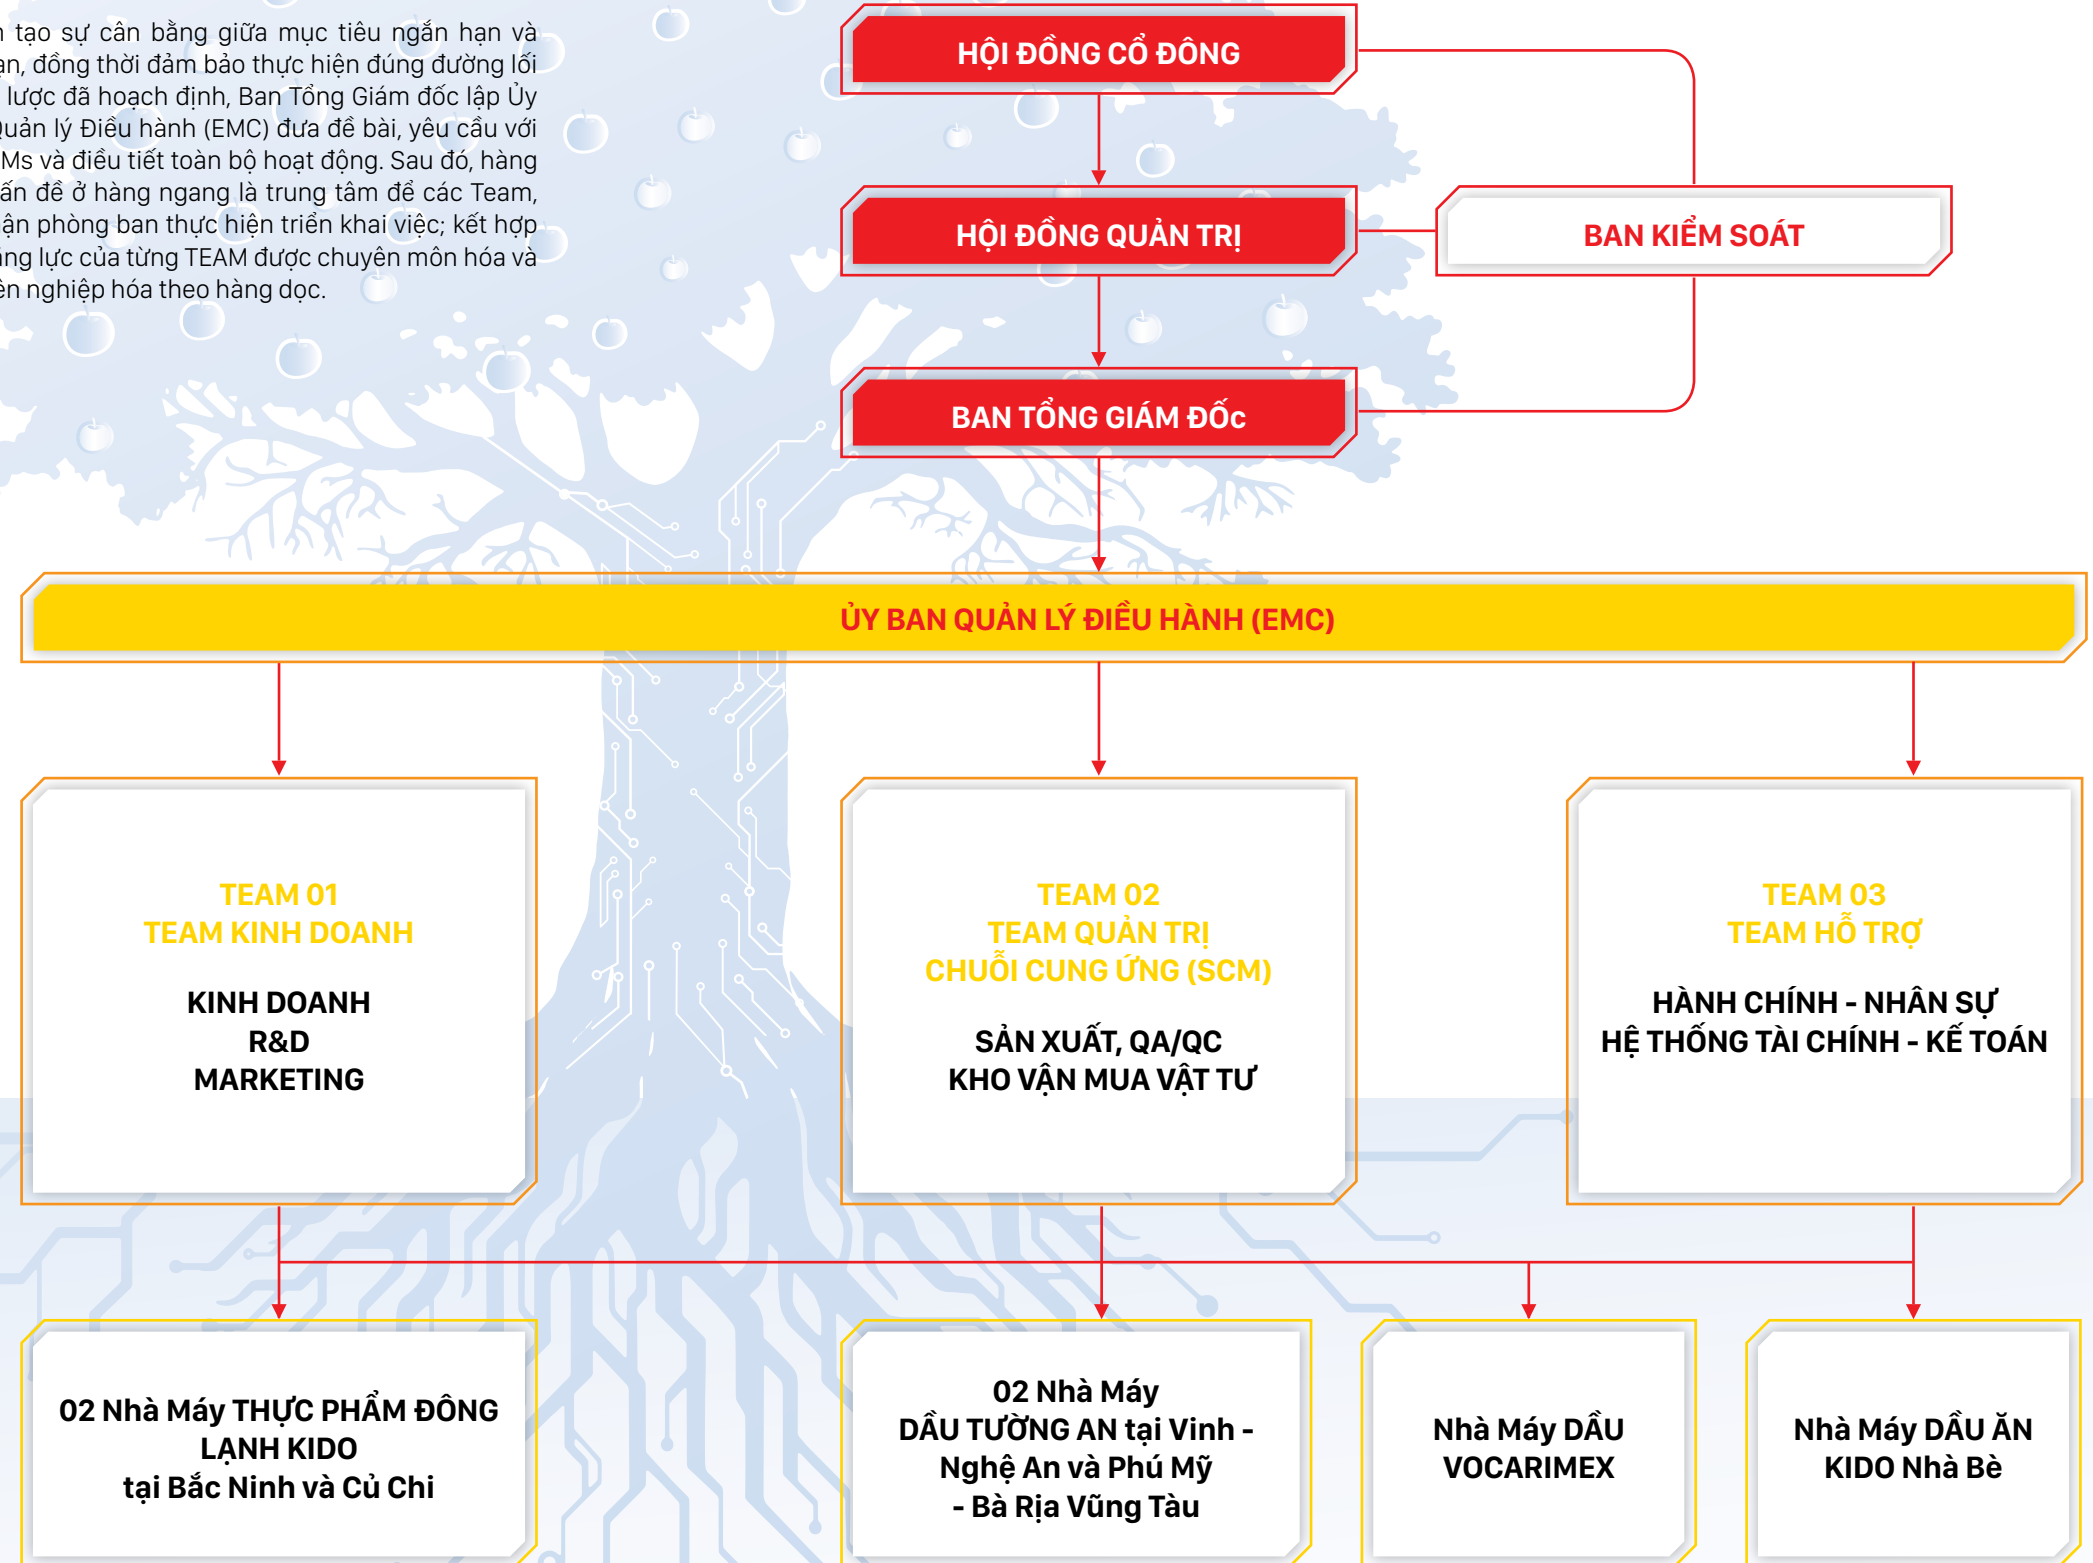 tạo sự cân bằng giữa mục tiêu ngắn hạn và
đồng thời đảm bảo thực hiện đúng đường lối
lược đã hoạch định, Ban Tổng Giám đốc lập Ủy
Quản lý Điều hành (EMC) đưa đề bài, yêu cầu với
và điều tiết toàn bộ hoạt động. Sau đó, hàng
đề ở hàng ngang là trung tâm để các Team,
phòng ban thực hiện triển khai việc; kết hợp
lực của từng TEAM được chuyên môn hóa và
nghiệp hóa theo hàng dọc.
HỘI ĐỒNG CỔ ĐÔNG
HỘI ĐỒNG QUẢN TRỊ
BAN KIỂM SOÁT
BAN TỔNG GIÁM ĐỐc
ỦY BAN QUẢN LÝ ĐIỀU HÀNH (EMC)
TEAM 01
TEAM KINH DOANH
KINH DOANH
R&D
MARKETING
TEAM 02
TEAM QUẢN TRỊ
CHUỖI CUNG ỨNG (SCM)
SẢN XUẤT, QA/QC
KHO VẬN MUA VẬT TƯ
TEAM 03
TEAM HỖ TRỢ
HÀNH CHÍNH - NHÂN SỰ
HỆ THỐNG TÀI CHÍNH - KẾ TOÁN
02 Nhà Máy THỰC PHẨM ĐÔNG
LẠNH KIDO
tại Bắc Ninh và Củ Chi
02 Nhà Máy
DẦU TƯỜNG AN tại Vinh -
Nghệ An và Phú Mỹ
- Bà Rịa Vũng Tàu
Nhà Máy DẦU
VOCARIMEX
Nhà Máy DẦU ĂN
KIDO Nhà Bè